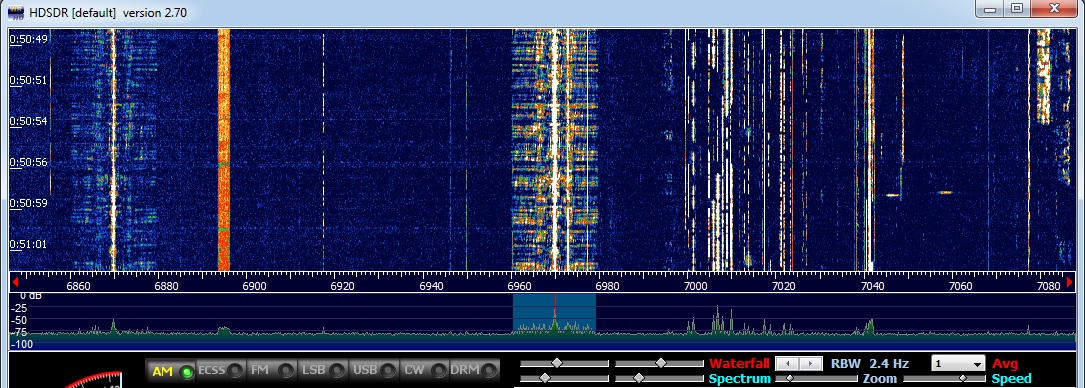 HDSDR [default] version 2.70
0:50:49
0:50:51
0:50:54
0:50:56
0:50:59
0:51:01
6860 6880 6900 6920 6940 6960 6980 7000 7020 7040 7060 7080
0 dB
-25
-50
-75
-100
AM ECSS FM LSB USB CW DRM
Waterfall RBW 2.4 Hz 1 Avg
Spectrum Zoom Speed